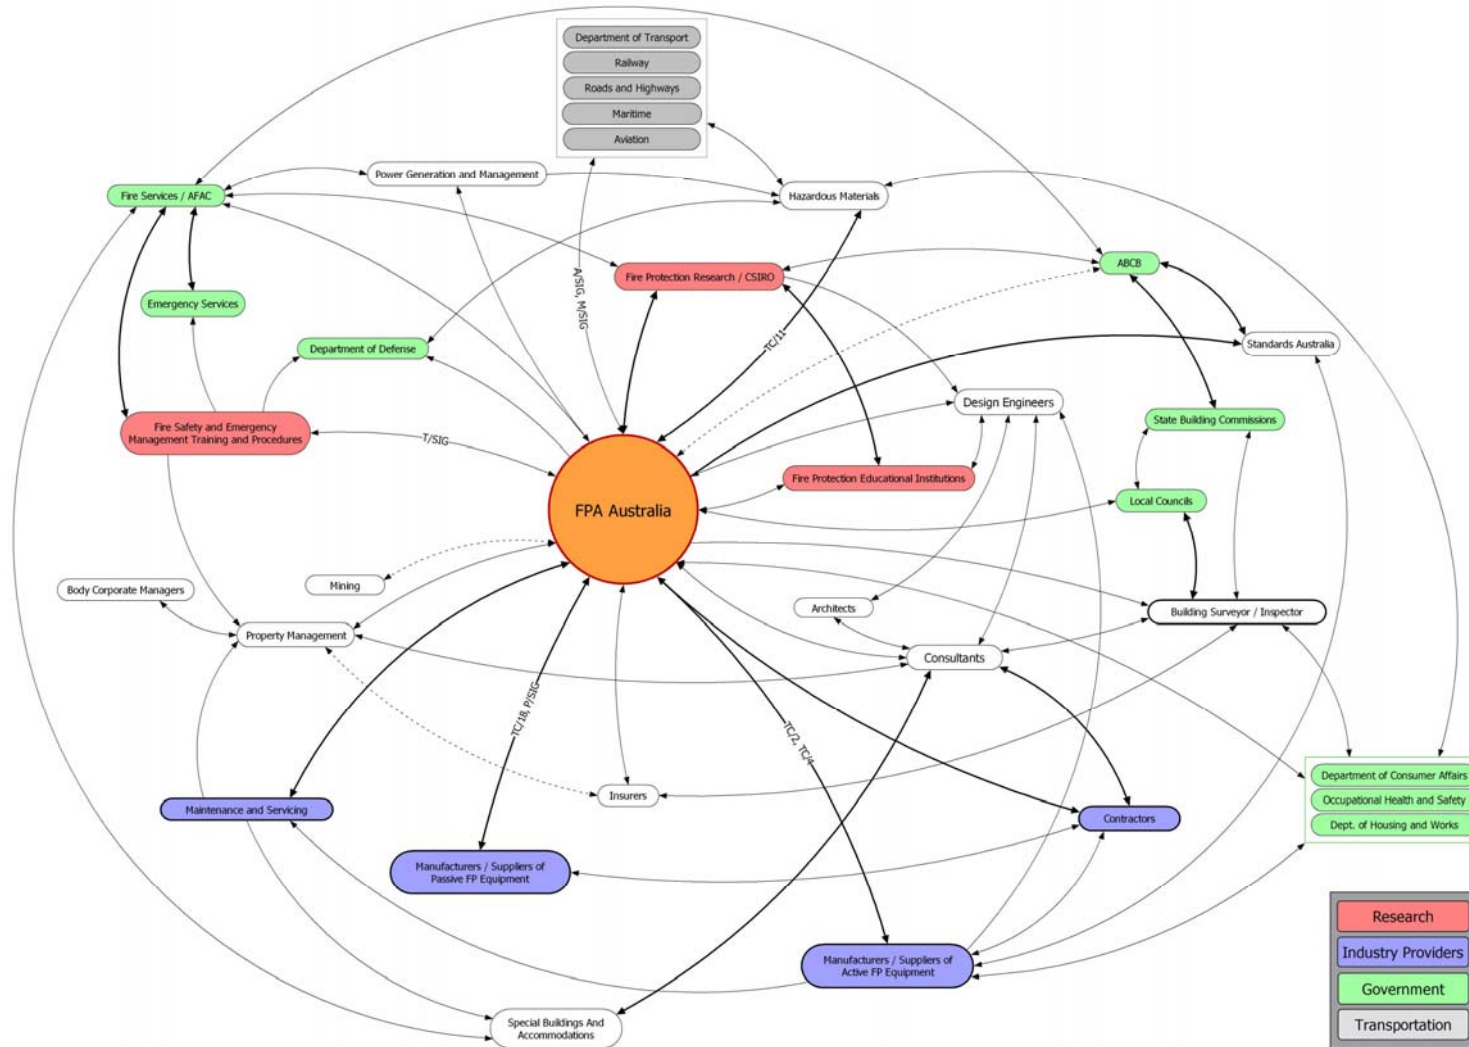 Department of Transport
Railway
Roads and Highways
Maritime
Aviation
Power Generation and Management
Fire Services / AFAC
Hazardous Materials
ABCB
Fire Protection Research / CSIRO
Emergency Services
A/SIG, M/SIG
TC/11
Standards Australia
Department of Defense
Design Engineers
State Building Commissions
Fire Safety and Emergency
Management Training and Procedures
T/SIG
Fire Protection Educational Institutions
Local Councils
FPA Australia
Mining
Body Corporate Managers
Architects
Building Surveyor / Inspector
Property Management
Consultants
TC/18, P/SIG
TC/2, TC/4
Department of Consumer Affairs
Occupational Health and Safety
Dept. of Housing and Works
Insurers
Maintenance and Servicing
Contractors
Manufacturers / Suppliers of
Passive FP Equipment
Manufacturers / Suppliers of
Active FP Equipment
Special Buildings And
Accommodations
Research
Industry Providers
Government
Transportation